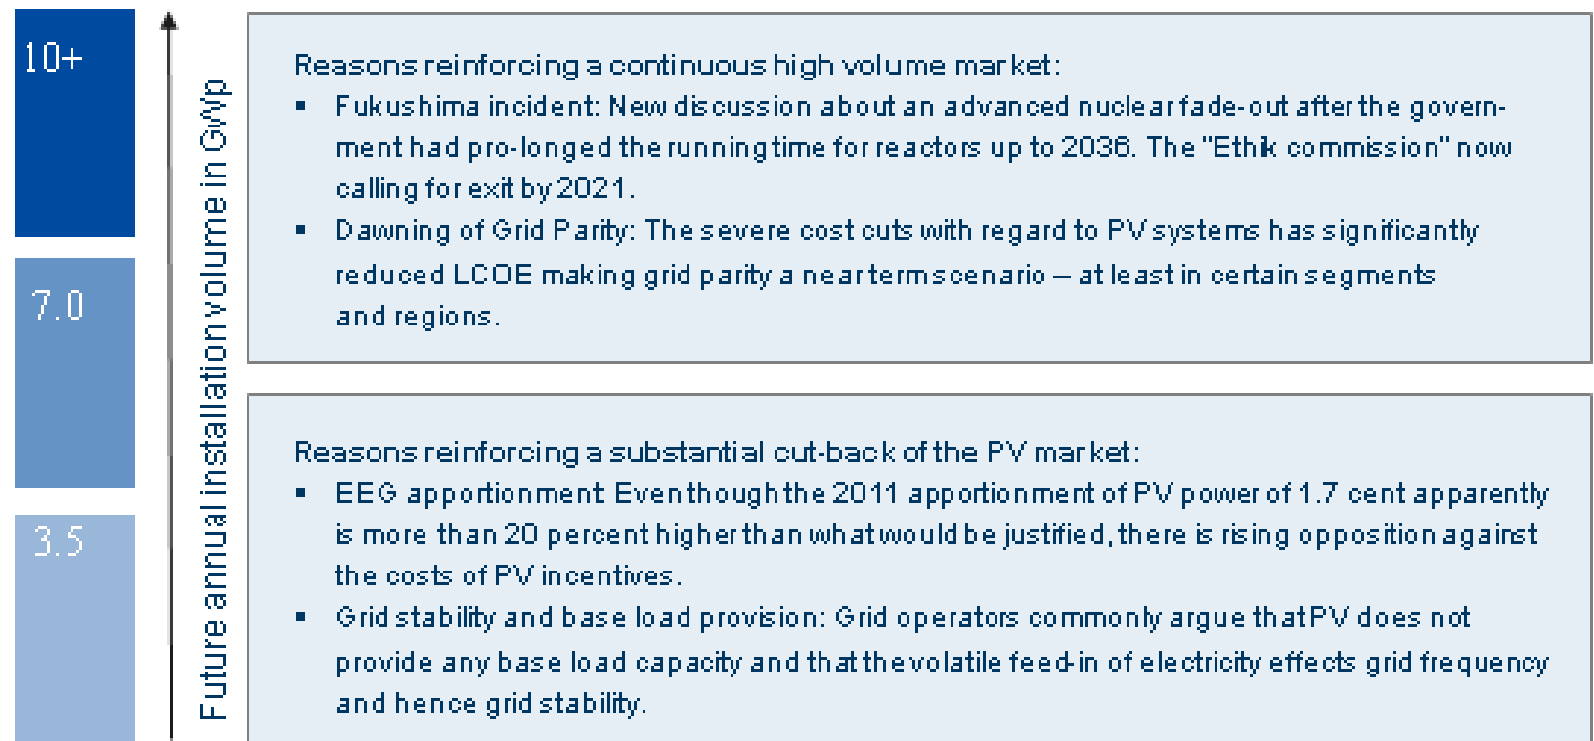 10+
7.0
3.5
Future annual installation volume in GWp
Reasons reinforcing a continuous high volume market:
▪ Fukushima incident: New discussion about an advanced nuclear fade-out after the govern-
ment had pro-longed the running time for reactors up to 2036. The "Ethik commission" now
calling for exit by 2021.
▪ Dawning of Grid Parity: The severe cost cuts with regard to PV systems has significantly
reduced LCOE making grid parity a near term scenario – at least in certain segments
and regions.
Reasons reinforcing a substantial cut-back of the PV market:
▪ EEG apportionment Even though the 2011 apportionment of PV power of 1.7 cent apparently
is more than 20 percent higher than what would be justified, there is rising opposition against
the costs of PV incentives.
▪ Grid stability and base load provision: Grid operators commonly argue that PV does not
provide any base load capacity and that the volatile feed-in of electricity effects grid frequency
and hence grid stability.